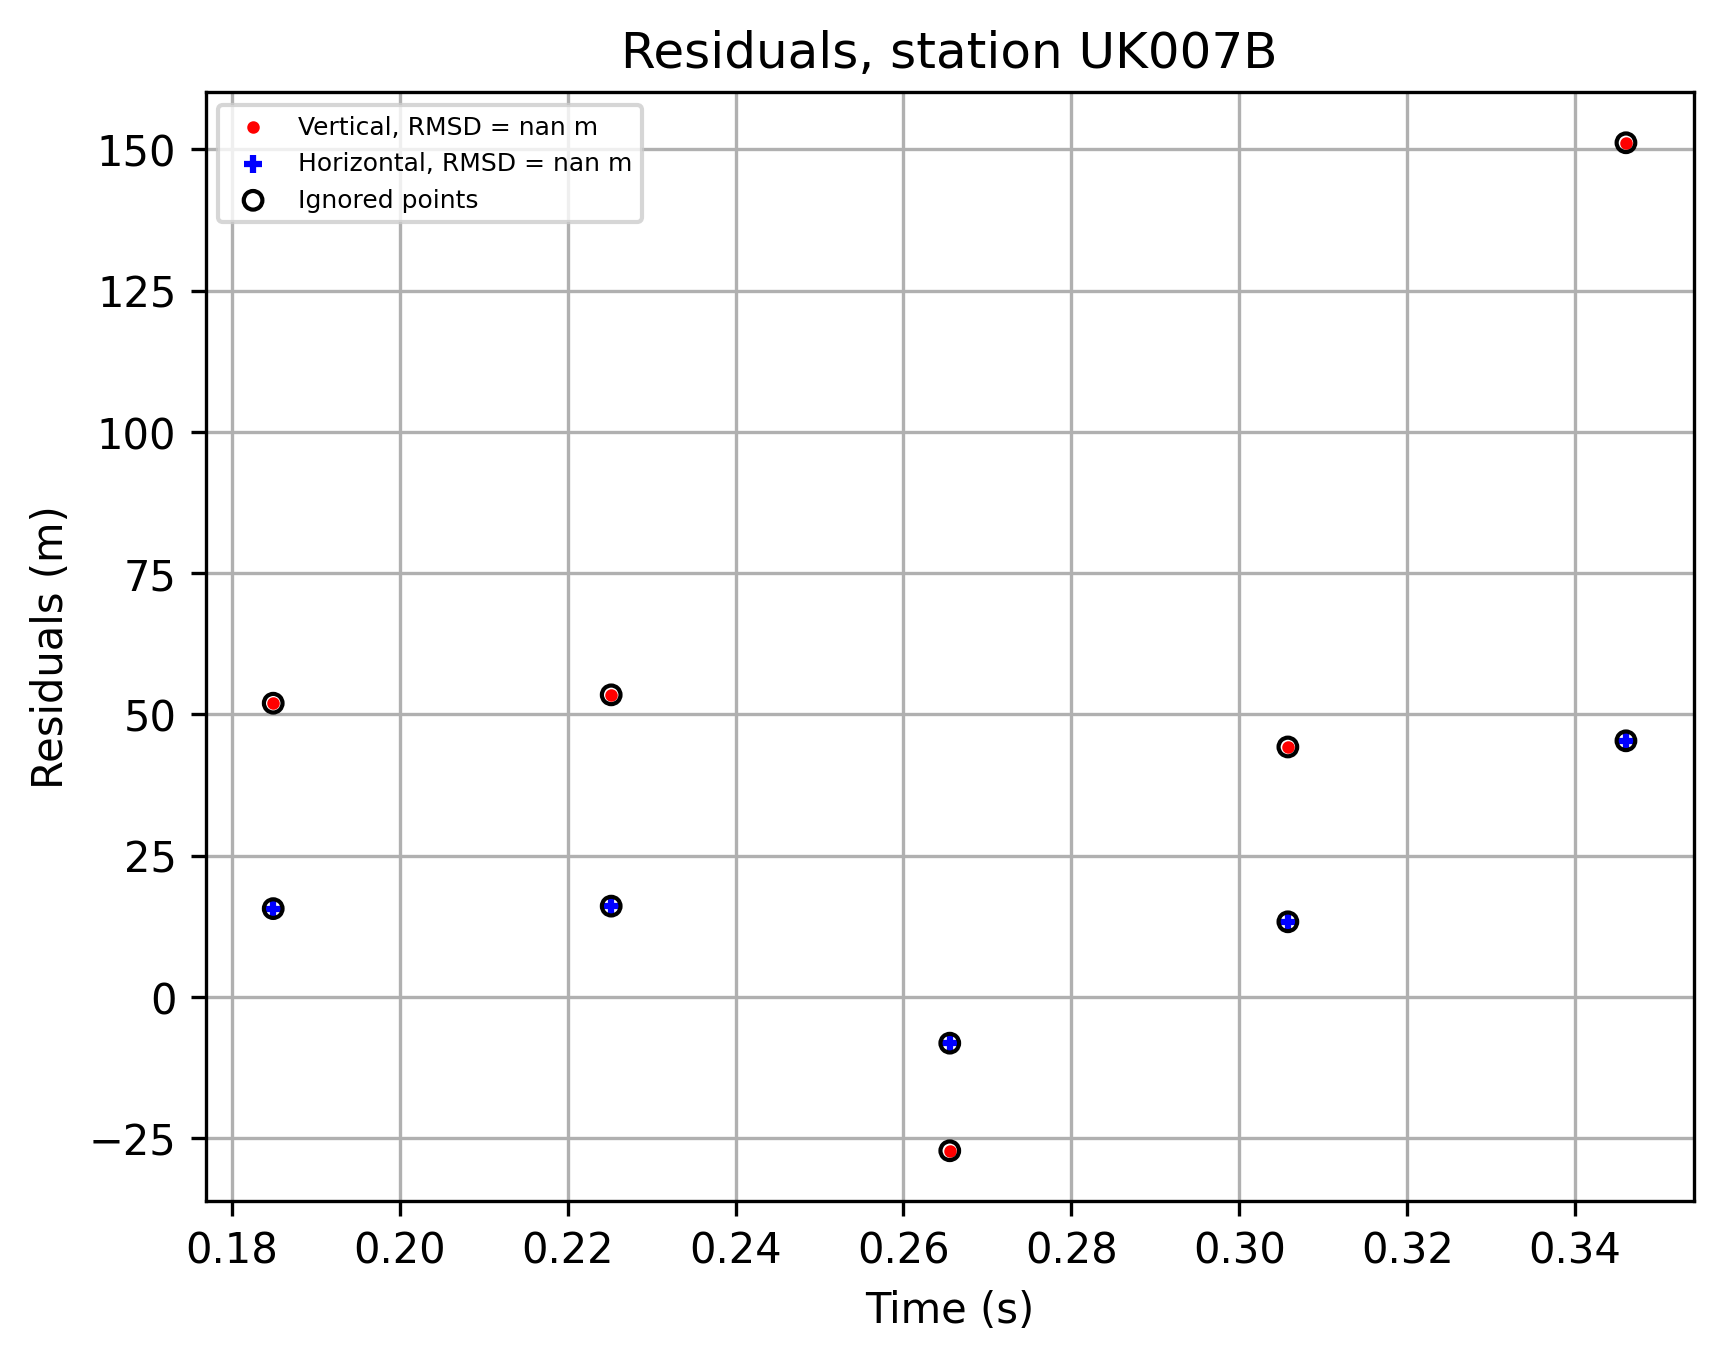 Residuals, station UK007B
Vertical, RMSD = nan m
Horizontal, RMSD = nan m
Ignored points
150
125
100
75
50
25
0
−25
Residuals (m)
0.18 0.20 0.22 0.24 0.26 0.28 0.30 0.32 0.34
Time (s)